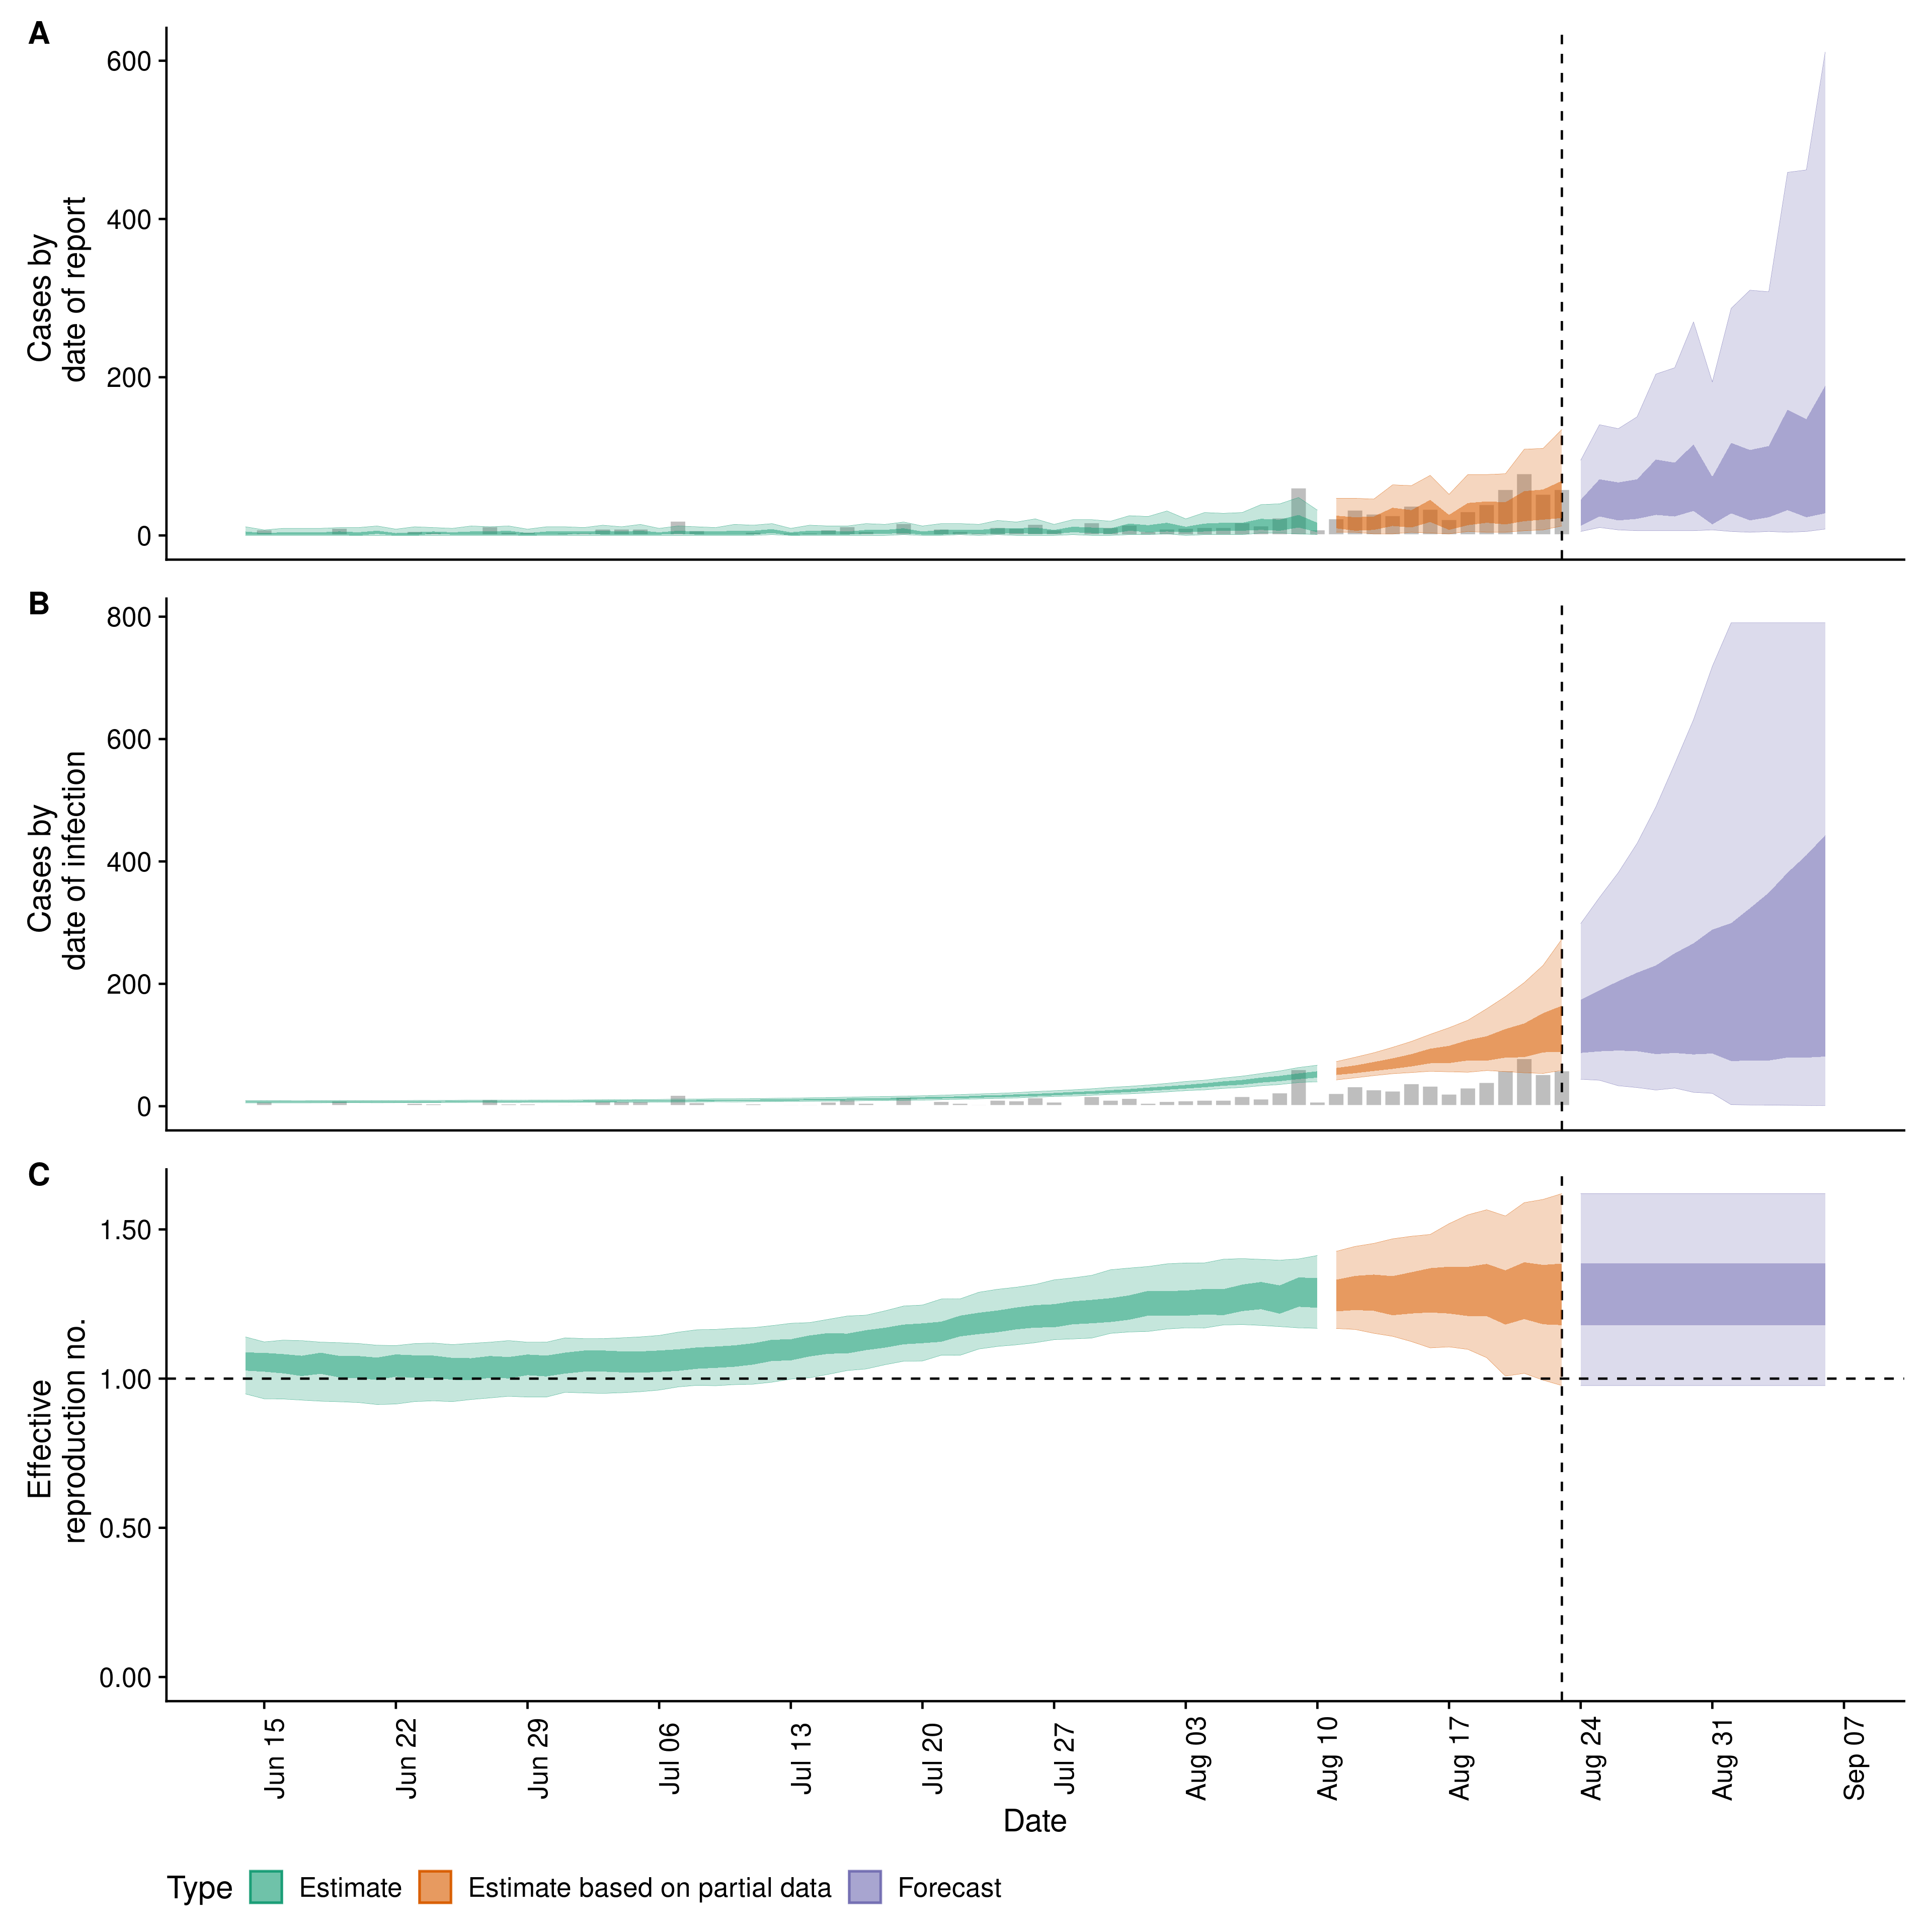 A
Cases by
date of report
600
400
200
0
B
Cases by
date of infection
800
600
400
200
0
C
Effective
reproduction no.
1.50
1.00
0.50
0.00
Jun 15
Jun 22
Jun 29
Jul 06
Jul 13
Jul 20
Jul 27
Aug 03
Aug 10
Aug 17
Aug 24
Aug 31
Sep 07
Date
Type
Estimate
Estimate based on partial data
Forecast